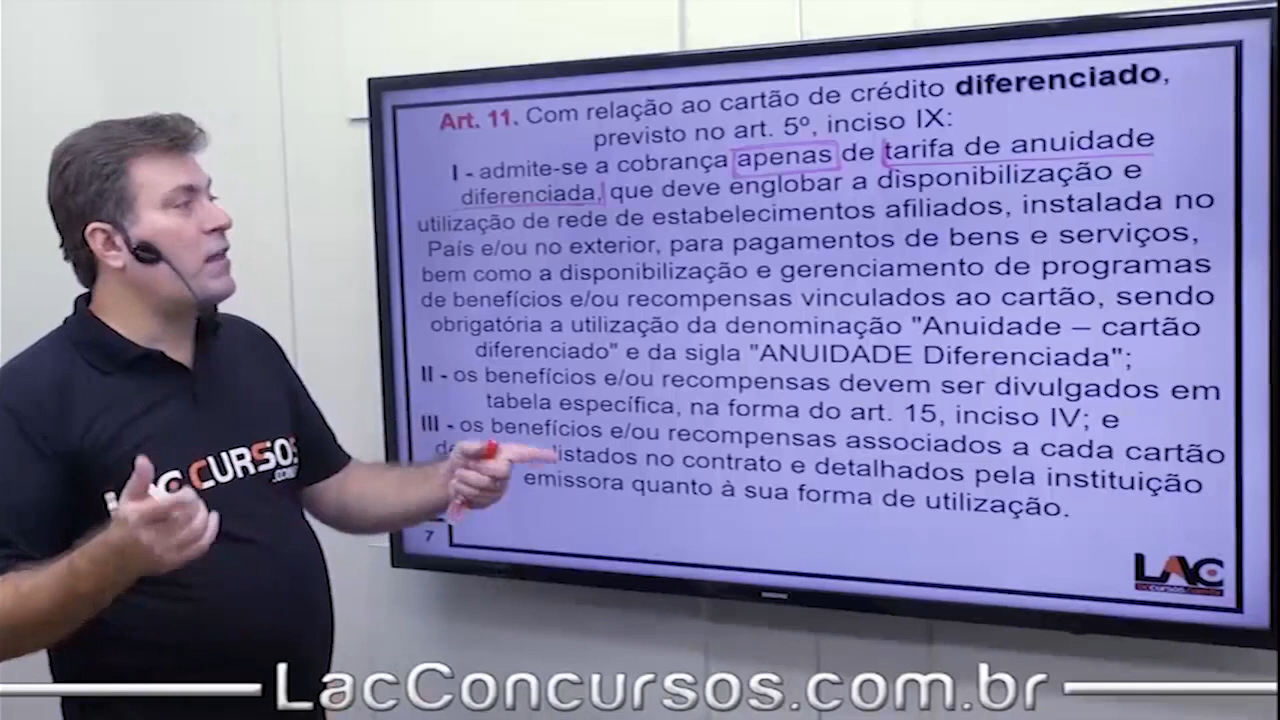 Art. 11. Com relação ao cartão de crédito diferenciado,
previsto no art. 5º, inciso IX:
I - admite-se a cobrança apenas de tarifa de anuidade
diferenciada, que deve englobar a disponibilização e
utilização de rede de estabelecimentos afiliados, instalada no
País e/ou no exterior, para pagamentos de bens e serviços,
bem como a disponibilização e gerenciamento de programas
de benefícios e/ou recompensas vinculados ao cartão, sendo
obrigatória a utilização da denominação "Anuidade – cartão
diferenciado" e da sigla "ANUIDADE Diferenciada";
II - os benefícios e/ou recompensas devem ser divulgados em
tabela específica, na forma do art. 15, inciso IV; e
III - os benefícios e/ou recompensas associados a cada cartão
listados no contrato e detalhados pela instituição
emissora quanto à sua forma de utilização.
7
LAC
CURSOS
.com.br
LAC
laccursos.com.br
LacConcursos.com.br